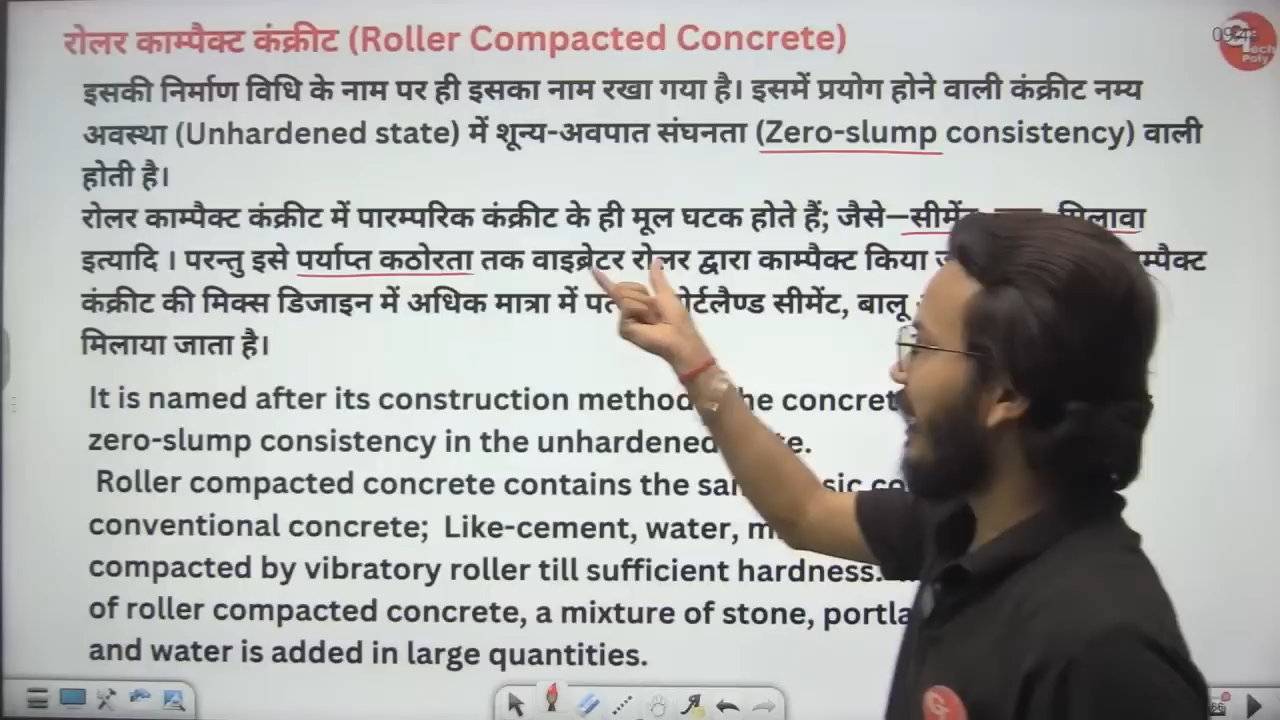 रोलर काम्पैक्ट कंक्रीट (Roller Compacted Concrete)
इसकी निर्माण विधि के नाम पर ही इसका नाम रखा गया है। इसमें प्रयोग होने वाली कंक्रीट नम्य
अवस्था (Unhardened state) में शून्य-अवपात संघनता (Zero-slump consistency) वाली
होती है।
रोलर काम्पैक्ट कंक्रीट में पारम्परिक कंक्रीट के ही मूल घटक होते हैं; जैसे—सीमेंट
इत्यादि । परन्तु इसे पर्याप्त कठोरता तक वाइब्रेटर रोलर द्वारा काम्पैक्ट किया
कंक्रीट की मिक्स डिजाइन में अधिक मात्रा में पोर्टलैण्ड सीमेंट, बालू
मिलाया जाता है।
It is named after its construction method
zero-slump consistency in the unhardened
Roller compacted concrete contains the
conventional concrete; Like-cement, water,
compacted by vibratory roller till sufficient hardness.
of roller compacted concrete, a mixture of stone,
and water is added in large quantities.
Tech
Poly